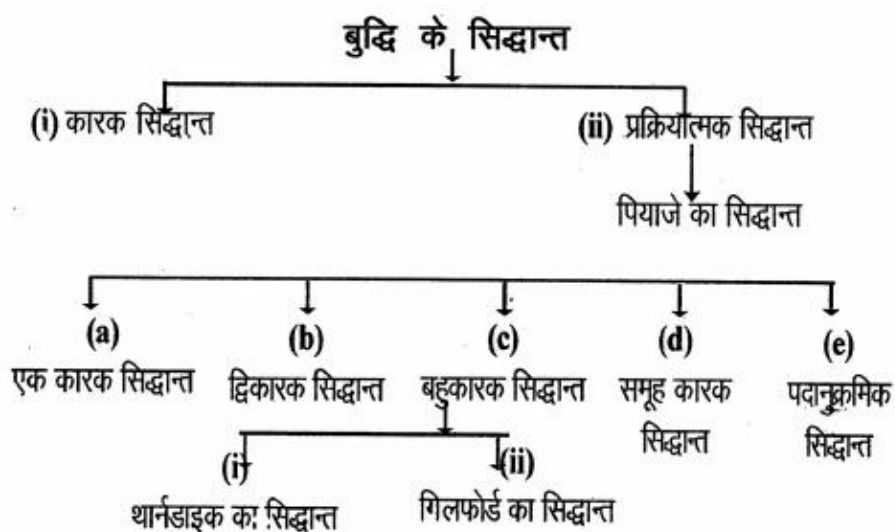 बुद्धि के सिद्धान्त
(i) कारक सिद्धान्त
(ii) प्रक्रियात्मक सिद्धान्त
पियाजे का सिद्धान्त
(a) (b) (c) (d) (e)
एक कारक सिद्धान्त द्विकारक सिद्धान्त बहुकारक सिद्धान्त समूह कारक पदानुक्रमिक
सिद्धान्त सिद्धान्त
(i) (ii)
थार्नडाइक का सिद्धान्त गिलफोर्ड का सिद्धान्त